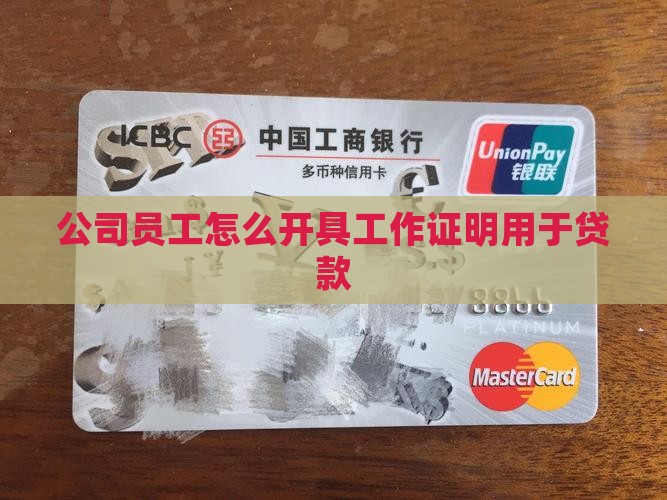 ICBC 中国工商银行
多币种信用卡
UnionPay
银联
公司员工怎么开具工作证明用于贷
款
8866
PLATINUM
MasterCard